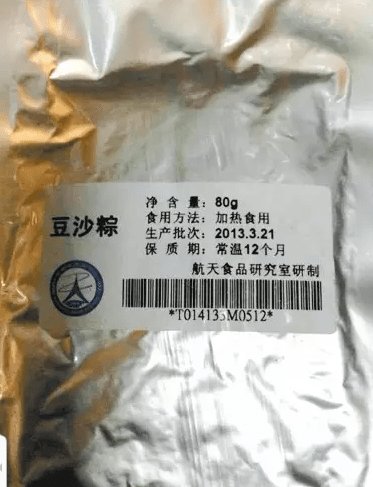 豆沙粽
净 含 量：80g
食用方法：加热食用
生产批次：2013.3.21
保 质 期：常温12个月
航天食品研究室研制
*T014135M0512*